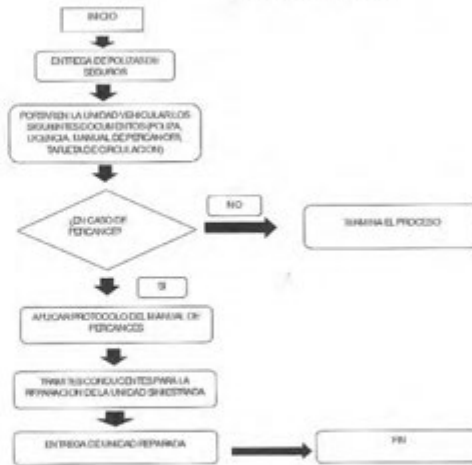 INICIO
ENTREGA DE POLIZAS DE
SEGUROS
PORTAR EN LA UNIDAD VEHICULAR LOS
SIGUIENTES DOCUMENTOS (POLIZA,
LICENCIA, MANUAL DE PERCANCES,
TARJETA DE CIRCULACION)
¿EN CASO DE
PERCANCE?
NO
TERMINA EL PROCESO
SI
APLICAR PROTOCOLO DEL MANUAL DE
PERCANCES
TRAMITES CONDUCENTES PARA LA
REPARACION DE LA UNIDAD SINIESTRADA
ENTREGA DE UNIDAD REPARADA
FIN